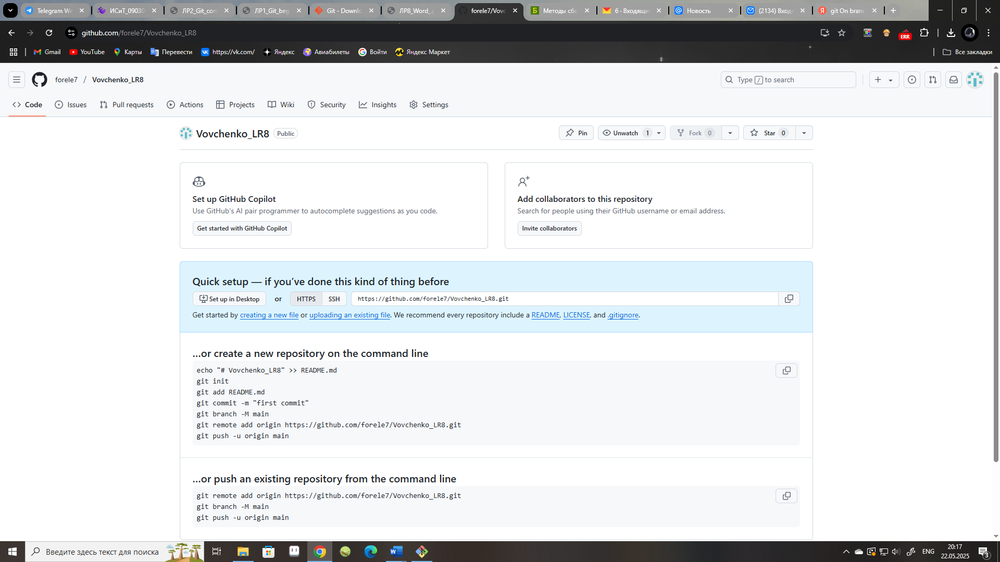 Telegram We
ИСиТ_09030
ЛР2_Git_con
ЛР1_Git_beg
Git - Downlo
ЛР8_Word_.p
forele7/Vovc
Методы сбо
6 · Входящи
Новость
(2134) Входя
git On branc
github.com/forele7/Vovchenko_LR8
ERR
Gmail
YouTube
Карты
Перевести
https://vk.com/
Яндекс
Авиабилеты
Войти
Яндекс Маркет
Все закладки
forele7 / Vovchenko_LR8
Type / to search
Code
Issues
Pull requests
Actions
Projects
Wiki
Security
Insights
Settings
Vovchenko_LR8 Public
Pin
Unwatch 1
Fork 0
Star 0
Set up GitHub Copilot
Use GitHub's AI pair programmer to autocomplete suggestions as you code.
Get started with GitHub Copilot
Add collaborators to this repository
Search for people using their GitHub username or email address.
Invite collaborators
Quick setup — if you’ve done this kind of thing before
Set up in Desktop or HTTPS SSH https://github.com/forele7/Vovchenko_LR8.git
Get started by creating a new file or uploading an existing file. We recommend every repository include a README, LICENSE, and .gitignore.
…or create a new repository on the command line
echo "# Vovchenko_LR8" >> README.md
git init
git add README.md
git commit -m "first commit"
git branch -M main
git remote add origin https://github.com/forele7/Vovchenko_LR8.git
git push -u origin main
…or push an existing repository from the command line
git remote add origin https://github.com/forele7/Vovchenko_LR8.git
git branch -M main
git push -u origin main
Введите здесь текст для поиска
ENG
20:17
22.05.2025
3